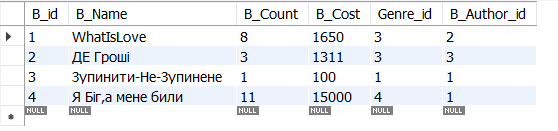 B_id B_Name B_Count B_Cost Genre_id B_Author_id
1 WhatIsLove 8 1650 3 2
2 ДЕ Гроші 3 1311 3 3
3 Зупинити-Не-Зупинене 1 100 1 1
4 Я Біг,а мене били 11 15000 4 1
NULL NULL NULL NULL NULL NULL